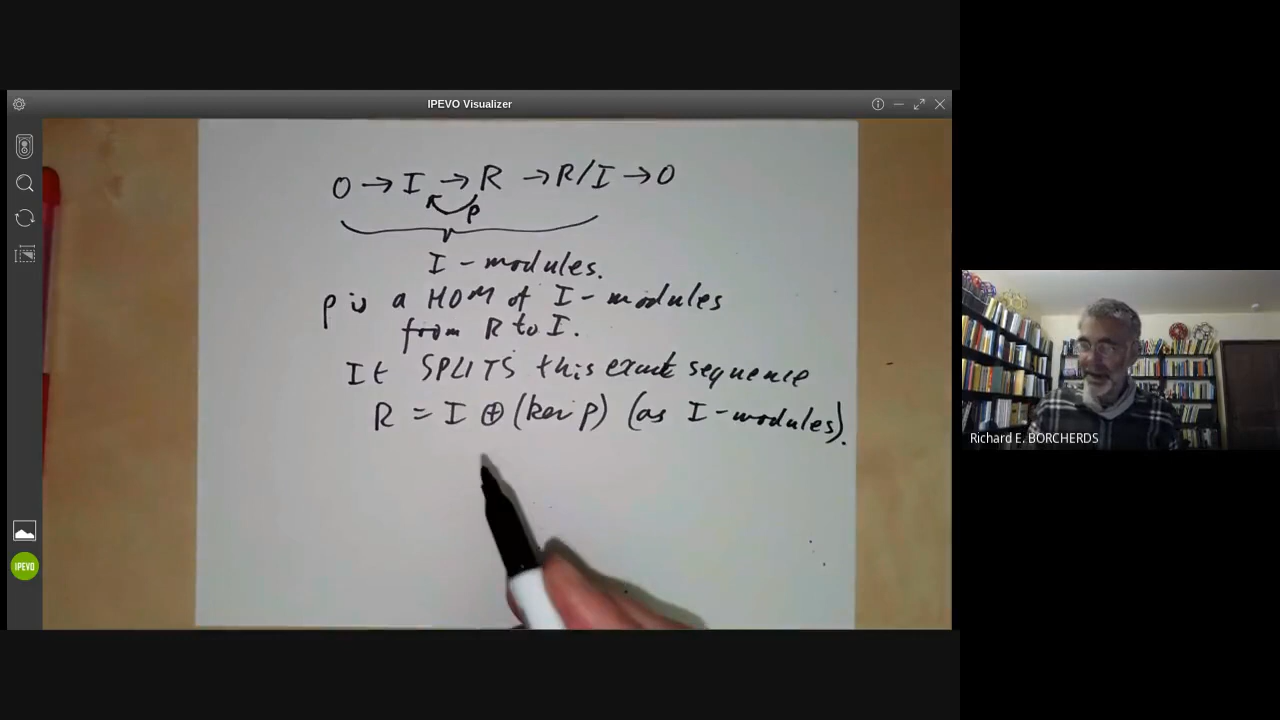 IPEVO Visualizer
0 → I → R → R/I → 0
p
I - modules.
p is a HOM of I - modules
from R to I.
It SPLITS this exact sequence
R = I ⊕ (ker p) (as I - modules).
IPEVO
Richard E. BORCHERDS